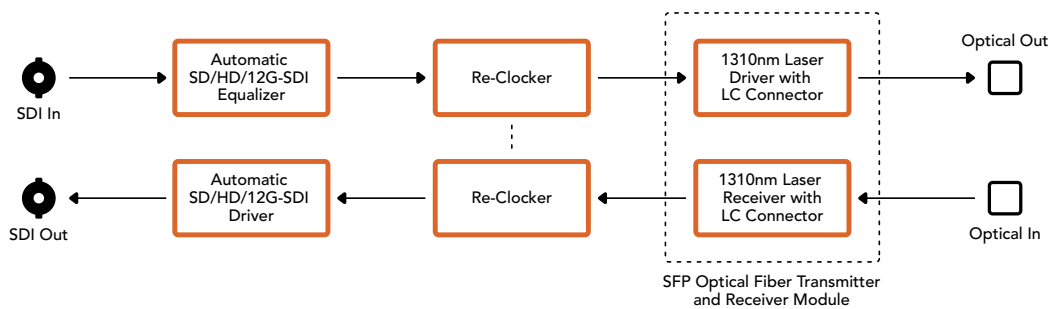 Optical Out
Automatic
SD/HD/12G-SDI
Equalizer
Re-Clocker
1310nm Laser
Driver with
LC Connector
SDI In
Automatic
SD/HD/12G-SDI
Driver
Re-Clocker
1310nm Laser
Receiver with
LC Connector
SDI Out
Optical In
SFP Optical Fiber Transmitter
and Receiver Module